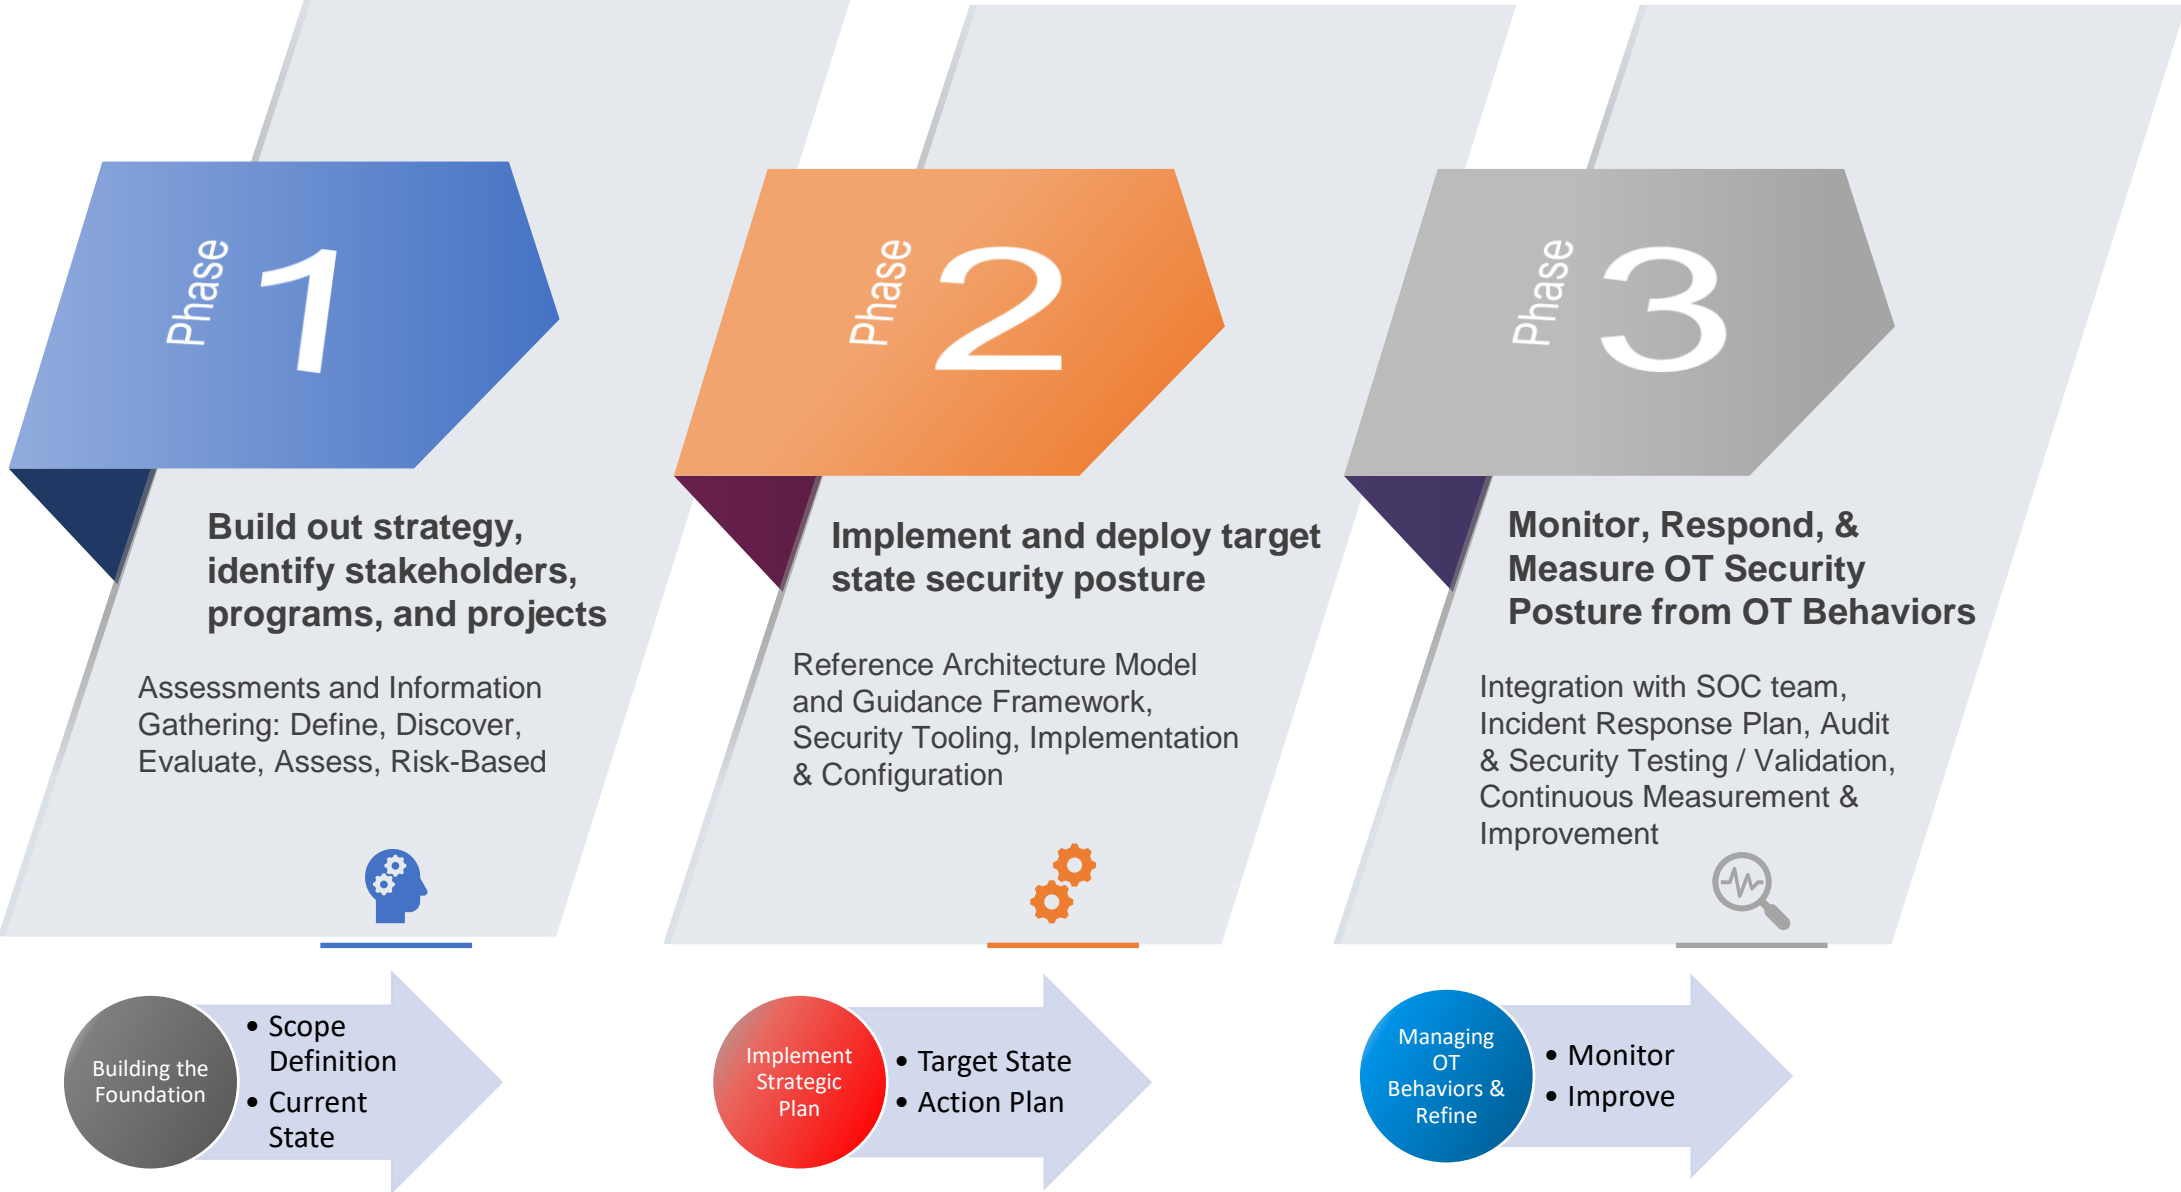 Phase 1
Build out strategy,
identify stakeholders,
programs, and projects
Assessments and Information
Gathering: Define, Discover,
Evaluate, Assess, Risk-Based
Building the
Foundation
• Scope
Definition
• Current
State
Phase 2
Implement and deploy target
state security posture
Reference Architecture Model
and Guidance Framework,
Security Tooling, Implementation
& Configuration
Implement
Strategic
Plan
• Target State
• Action Plan
Phase 3
Monitor, Respond, &
Measure OT Security
Posture from OT Behaviors
Integration with SOC team,
Incident Response Plan, Audit
& Security Testing / Validation,
Continuous Measurement &
Improvement
Managing
OT
Behaviors &
Refine
• Monitor
• Improve